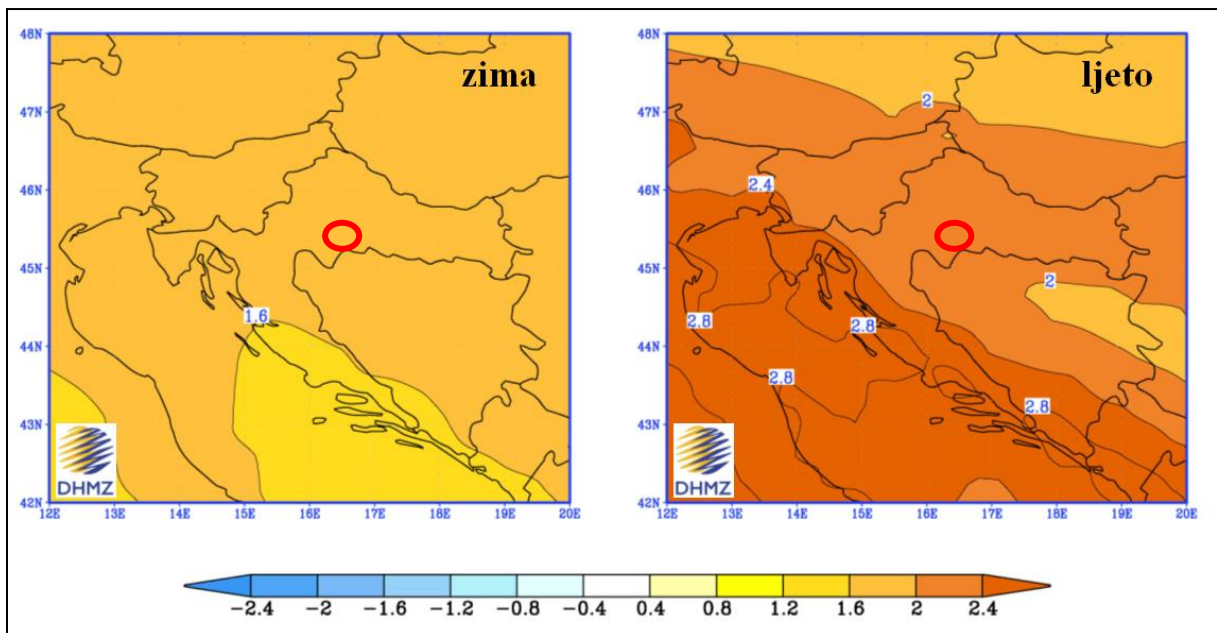 zima
ljeto
48N
47N
46N
45N
44N
43N
42N
12E 13E 14E 15E 16E 17E 18E 19E 20E
1.6
DHMZ
48N
47N
46N
45N
44N
43N
42N
12E 13E 14E 15E 16E 17E 18E 19E 20E
2
2.4
2
2.8
2.8
2.8
2.8
DHMZ
-2.4 -2 -1.6 -1.2 -0.8 -0.4 0.4 0.8 1.2 1.6 2 2.4